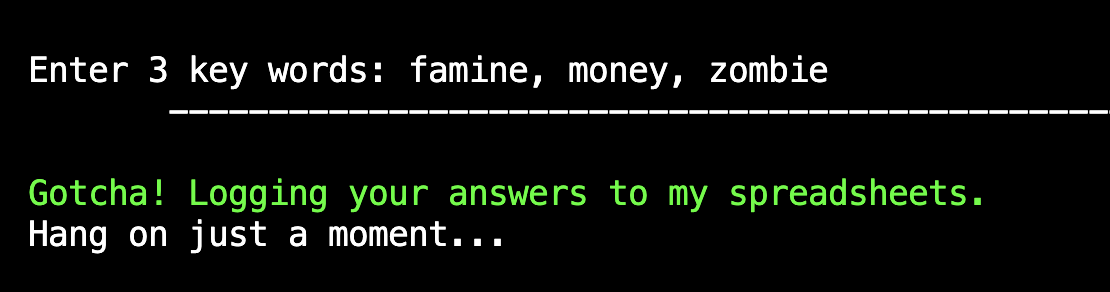 Enter 3 key words: famine, money, zombie
-----------------------------------------------
Gotcha! Logging your answers to my spreadsheets.
Hang on just a moment...